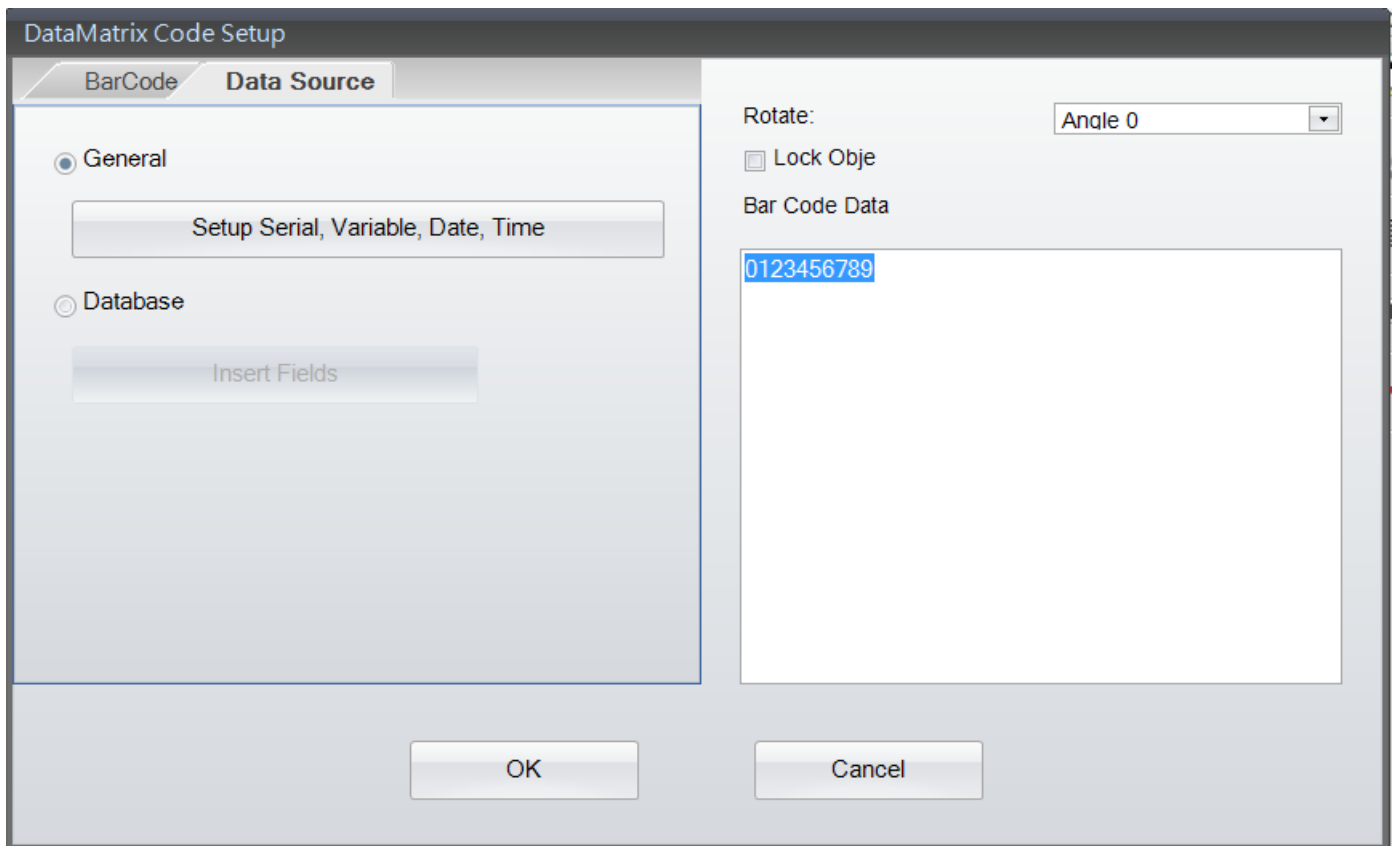 DataMatrix Code Setup
BarCode Data Source
General
Setup Serial, Variable, Date, Time
Database
Insert Fields
Rotate: Angle 0
Lock Obje
Bar Code Data
0123456789
OK Cancel